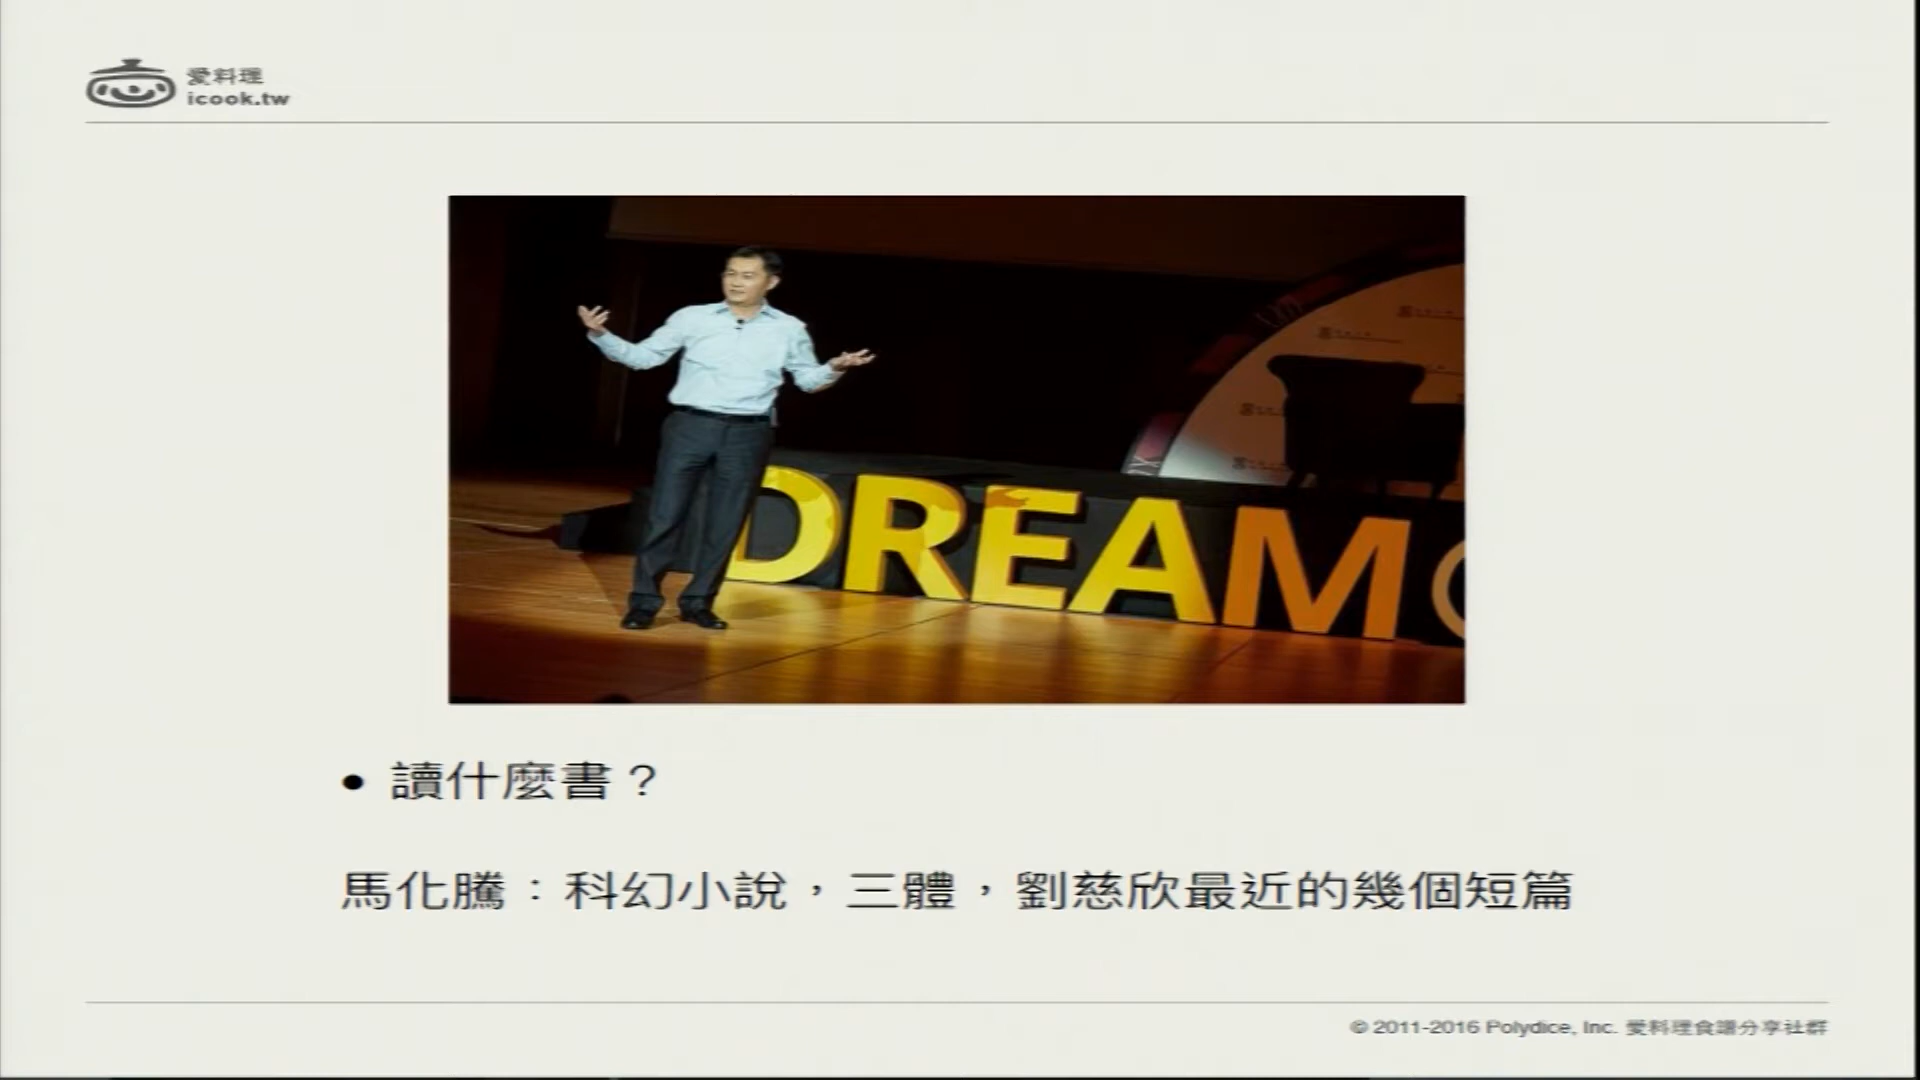 愛料理
icook.tw
DREAM
• 讀什麼書？
馬化騰：科幻小說，三體，劉慈欣最近的幾個短篇
© 2011-2016 Polydice, Inc. 愛料理食譜分享社群